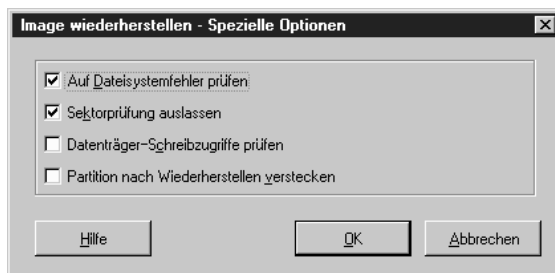 Image wiederherstellen - Spezielle Optionen
Auf Dateisystemfehler prüfen
Sektorprüfung auslassen
Datenträger-Schreibzugriffe prüfen
Partition nach Wiederherstellen verstecken
Hilfe
OK
Abbrechen